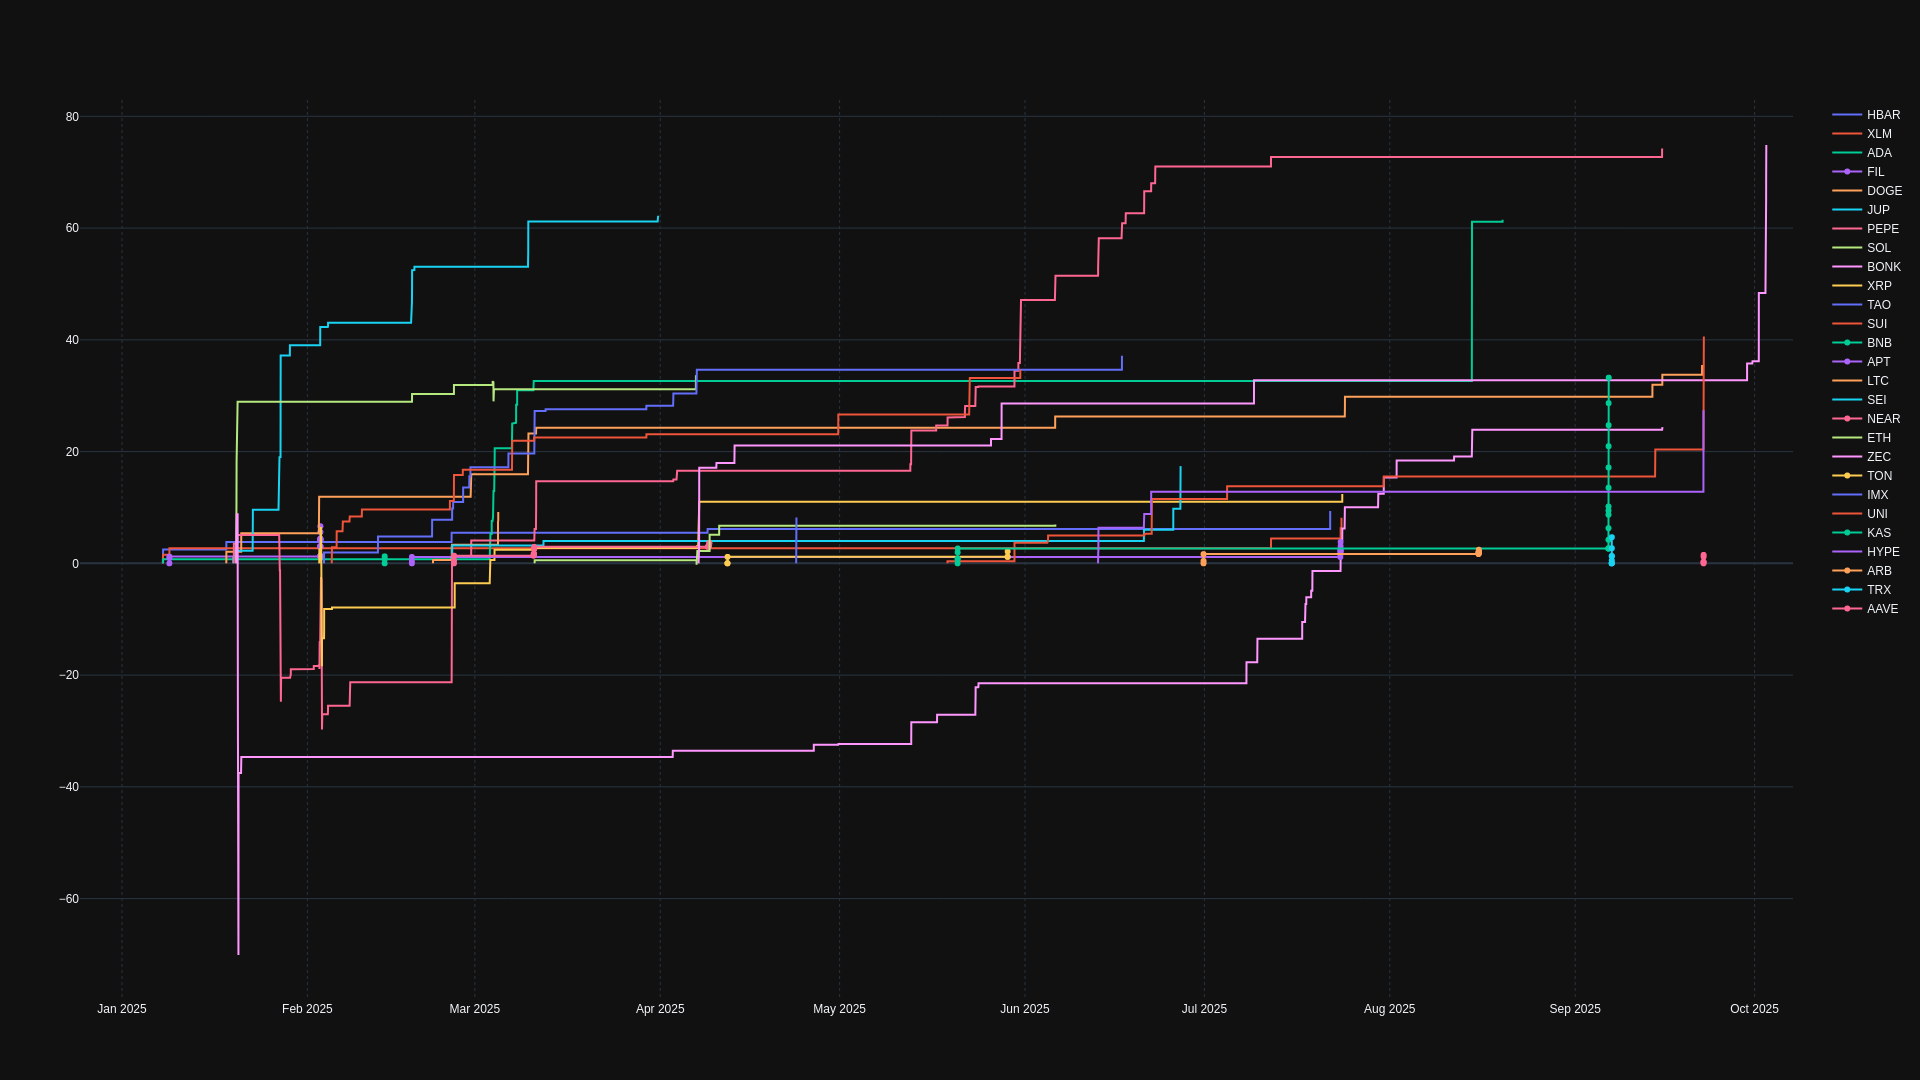 80
60
40
20
0
−20
−40
−60
Jan 2025
Feb 2025
Mar 2025
Apr 2025
May 2025
Jun 2025
Jul 2025
Aug 2025
Sep 2025
Oct 2025
HBAR
XLM
ADA
FIL
DOGE
JUP
PEPE
SOL
BONK
XRP
TAO
SUI
BNB
APT
LTC
SEI
NEAR
ETH
ZEC
TON
IMX
UNI
KAS
HYPE
ARB
TRX
AAVE